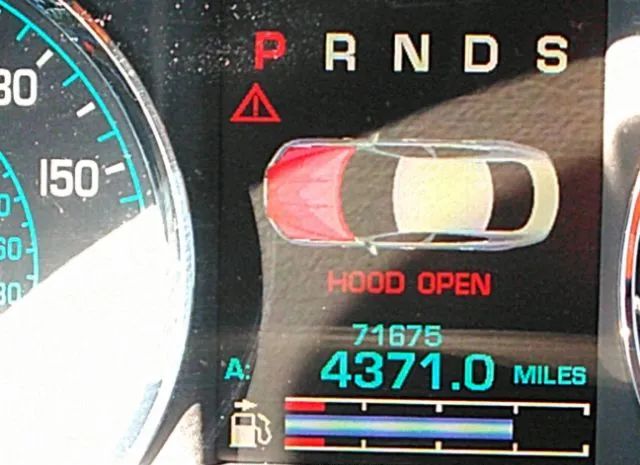 P R N D S
150
HOOD OPEN
71675
A: 4371.0 MILES